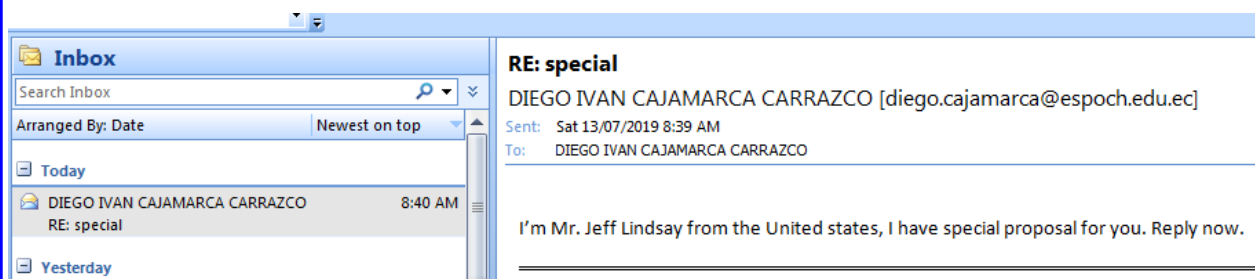 Inbox
Search Inbox
Arranged By: Date Newest on top
Today
DIEGO IVAN CAJAMARCA CARRAZCO 8:40 AM
RE: special
Yesterday
RE: special
DIEGO IVAN CAJAMARCA CARRAZCO [diego.cajamarca@espoch.edu.ec]
Sent: Sat 13/07/2019 8:39 AM
To: DIEGO IVAN CAJAMARCA CARRAZCO
I'm Mr. Jeff Lindsay from the United states, I have special proposal for you. Reply now.